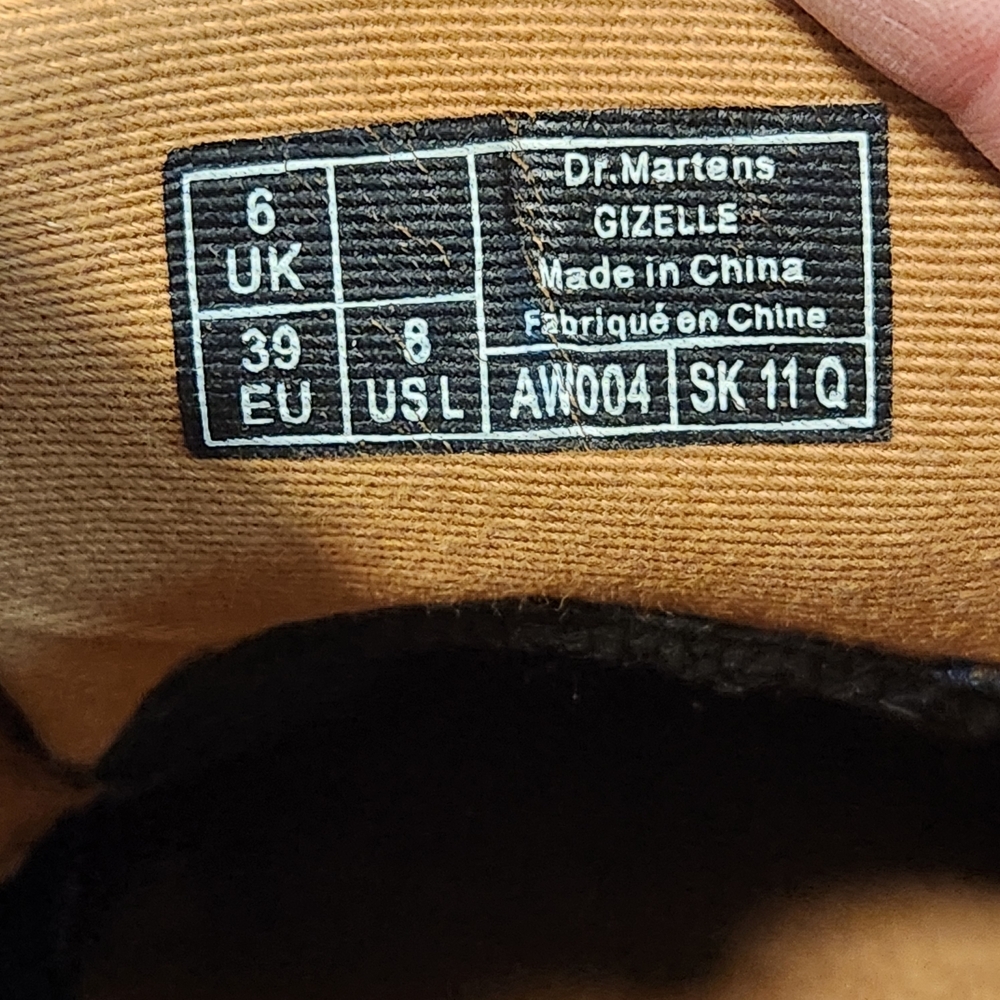 6
UK
39
EU
8
US L
Dr.Martens
GIZELLE
Made in China
Fabriqué en Chine
AW004
SK 11 Q